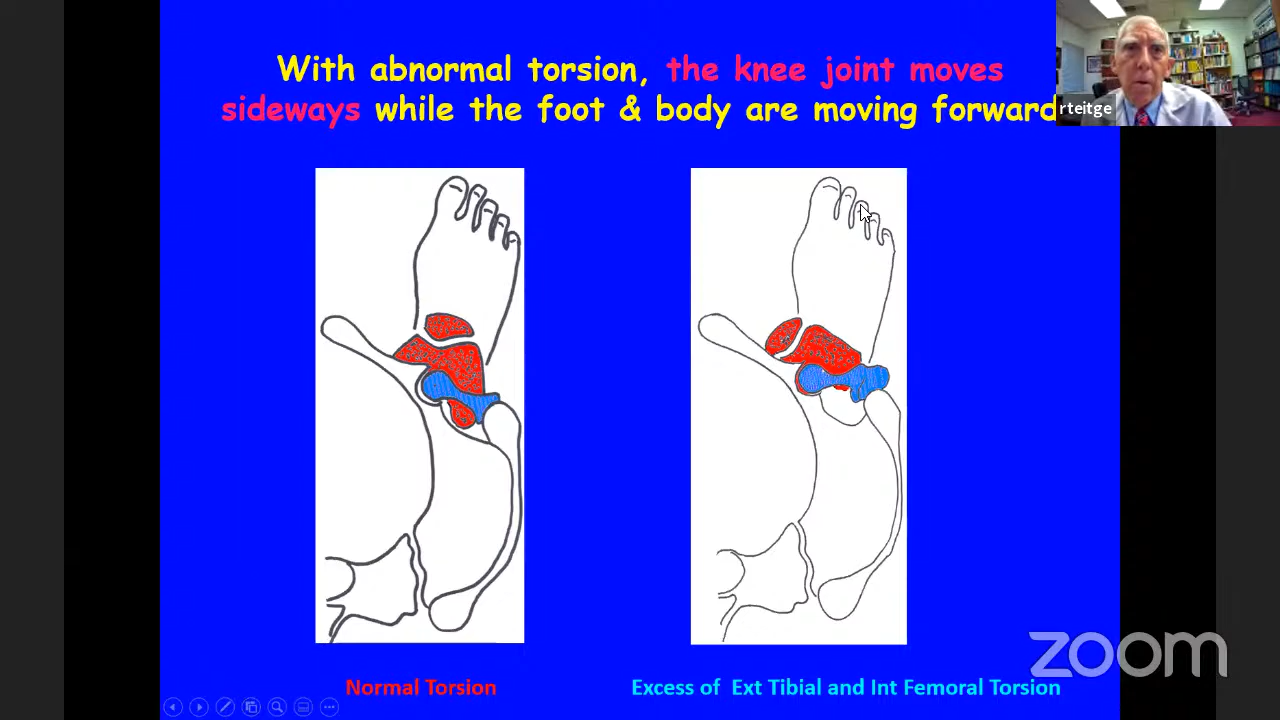 With abnormal torsion, the knee joint moves
sideways while the foot & body are moving forward
rteitge
Normal Torsion
Excess of Ext Tibial and Int Femoral Torsion
zoom